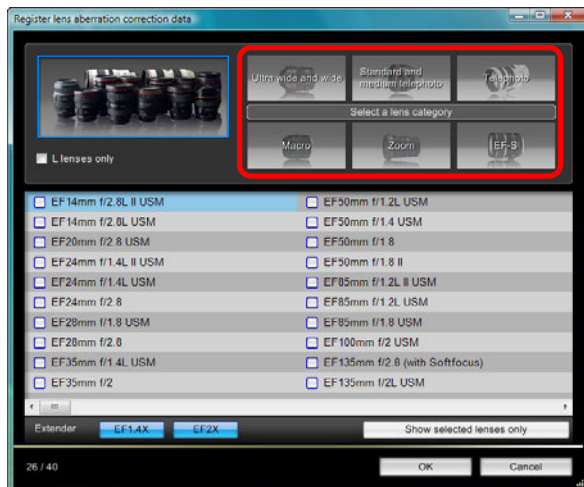 Register lens aberration correction data
Ultra wide and wide
Standard and
medium telephoto
Telephoto
Select a lens category
Macro
Zoom
EF-S
L lenses only
EF14mm f/2.8L II USM
EF50mm f/1.2L USM
EF14mm f/2.8L USM
EF50mm f/1.4 USM
EF20mm f/2.8 USM
EF50mm f/1.8
EF24mm f/1.4L II USM
EF50mm f/1.8 II
EF24mm f/1.4L USM
EF85mm f/1.2L II USM
EF24mm f/2.8
EF85mm f/1.2L USM
EF28mm f/1.8 USM
EF85mm f/1.8 USM
EF28mm f/2.8
EF100mm f/2 USM
EF35mm f/1.4L USM
EF135mm f/2.8 (with Softfocus)
EF35mm f/2
EF135mm f/2L USM
Extender
EF1.4X
EF2X
Show selected lenses only
26 / 40
OK
Cancel